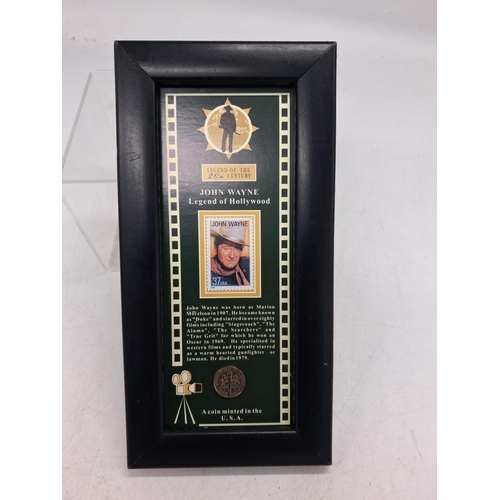 LEGEND OF THE
20TH CENTURY
JOHN WAYNE
Legend of Hollywood
JOHN WAYNE
37USA
John Wayne was born as Marion
Morrison in 1907. He became known
as "Duke" and starred in over eighty
films including "Stagecoach", "The
Alamo", "The Searchers" and
"True Grit" for which he won an
Oscar in 1969. He specialised in
western films and typically starred
as a warm hearted gunfighter or
lawman. He died in 1979.
A coin minted in the
U. S. A.